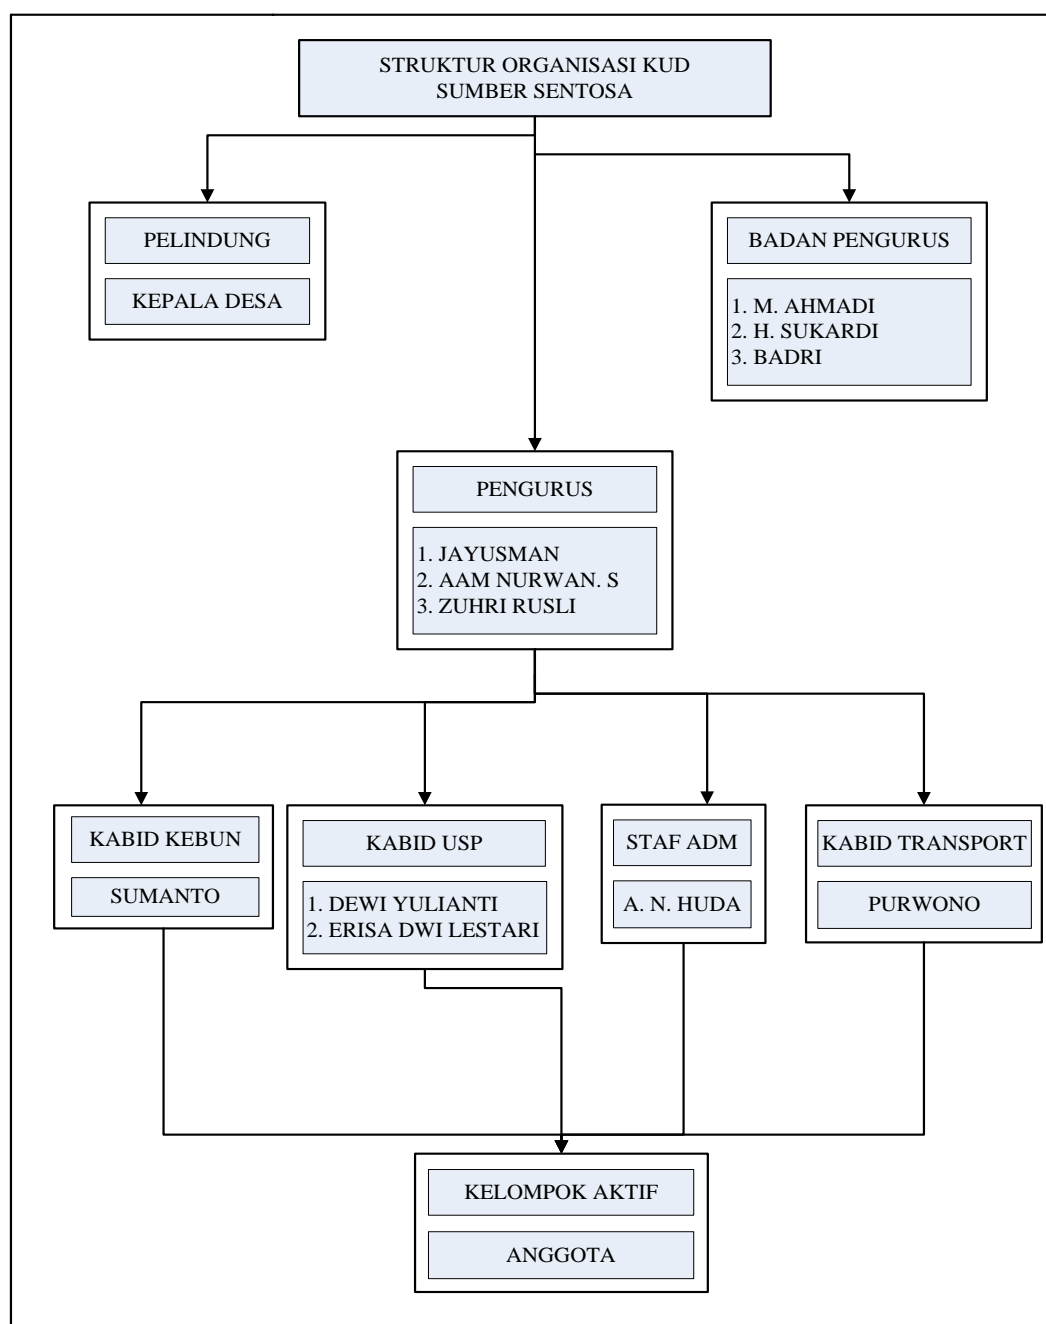 STRUKTUR ORGANISASI KUD
SUMBER SENTOSA
PELINDUNG
KEPALA DESA
BADAN PENGURUS
1. M. AHMADI
2. H. SUKARDI
3. BADRI
PENGURUS
1. JAYUSMAN
2. AAM NURWAN. S
3. ZUHRI RUSLI
KABID KEBUN
SUMANTO
KABID USP
1. DEWI YULIANTI
2. ERISA DWI LESTARI
STAF ADM
A. N. HUDA
KABID TRANSPORT
PURWONO
KELOMPOK AKTIF
ANGGOTA